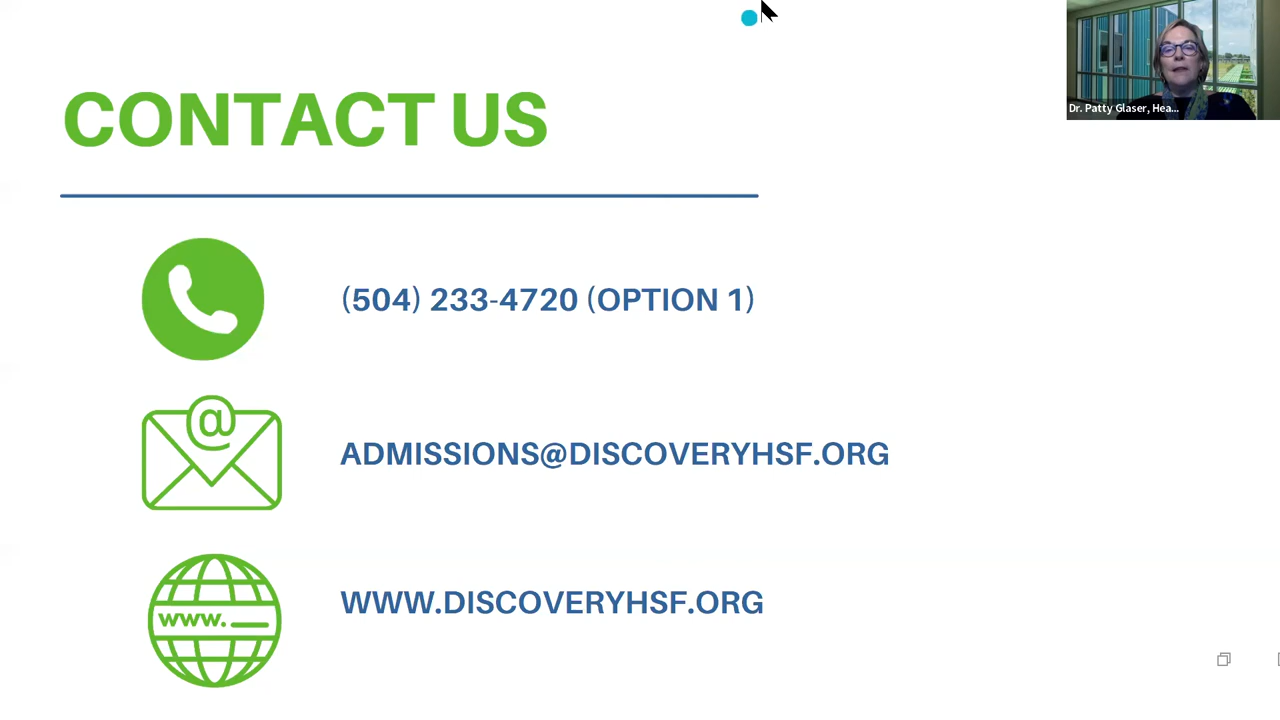 Dr. Patty Glaser, Hea...
CONTACT US
(504) 233-4720 (OPTION 1)
@
ADMISSIONS@DISCOVERYHSF.ORG
www.
WWW.DISCOVERYHSF.ORG